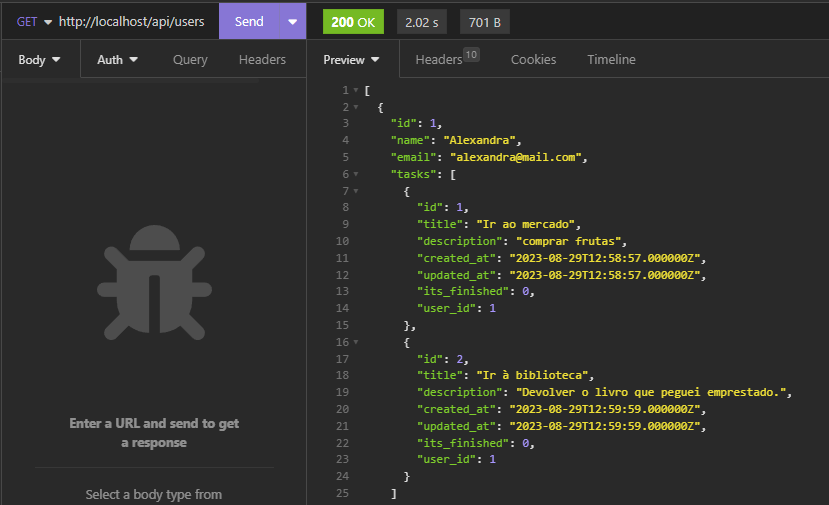 GET http://localhost/api/users Send 200 OK 2.02 s 701 B
Body Auth Query Headers Preview Headers 10 Cookies Timeline
Enter a URL and send to get
a response
Select a body type from
1 [
2 {
3 "id": 1,
4 "name": "Alexandra",
5 "email": "alexandra@mail.com",
6 "tasks": [
7 {
8 "id": 1,
9 "title": "Ir ao mercado",
10 "description": "comprar frutas",
11 "created_at": "2023-08-29T12:58:57.000000Z",
12 "updated_at": "2023-08-29T12:58:57.000000Z",
13 "its_finished": 0,
14 "user_id": 1
15 },
16 {
17 "id": 2,
18 "title": "Ir à biblioteca",
19 "description": "Devolver o livro que peguei emprestado.",
20 "created_at": "2023-08-29T12:59:59.000000Z",
21 "updated_at": "2023-08-29T12:59:59.000000Z",
22 "its_finished": 0,
23 "user_id": 1
24 }
25 ]